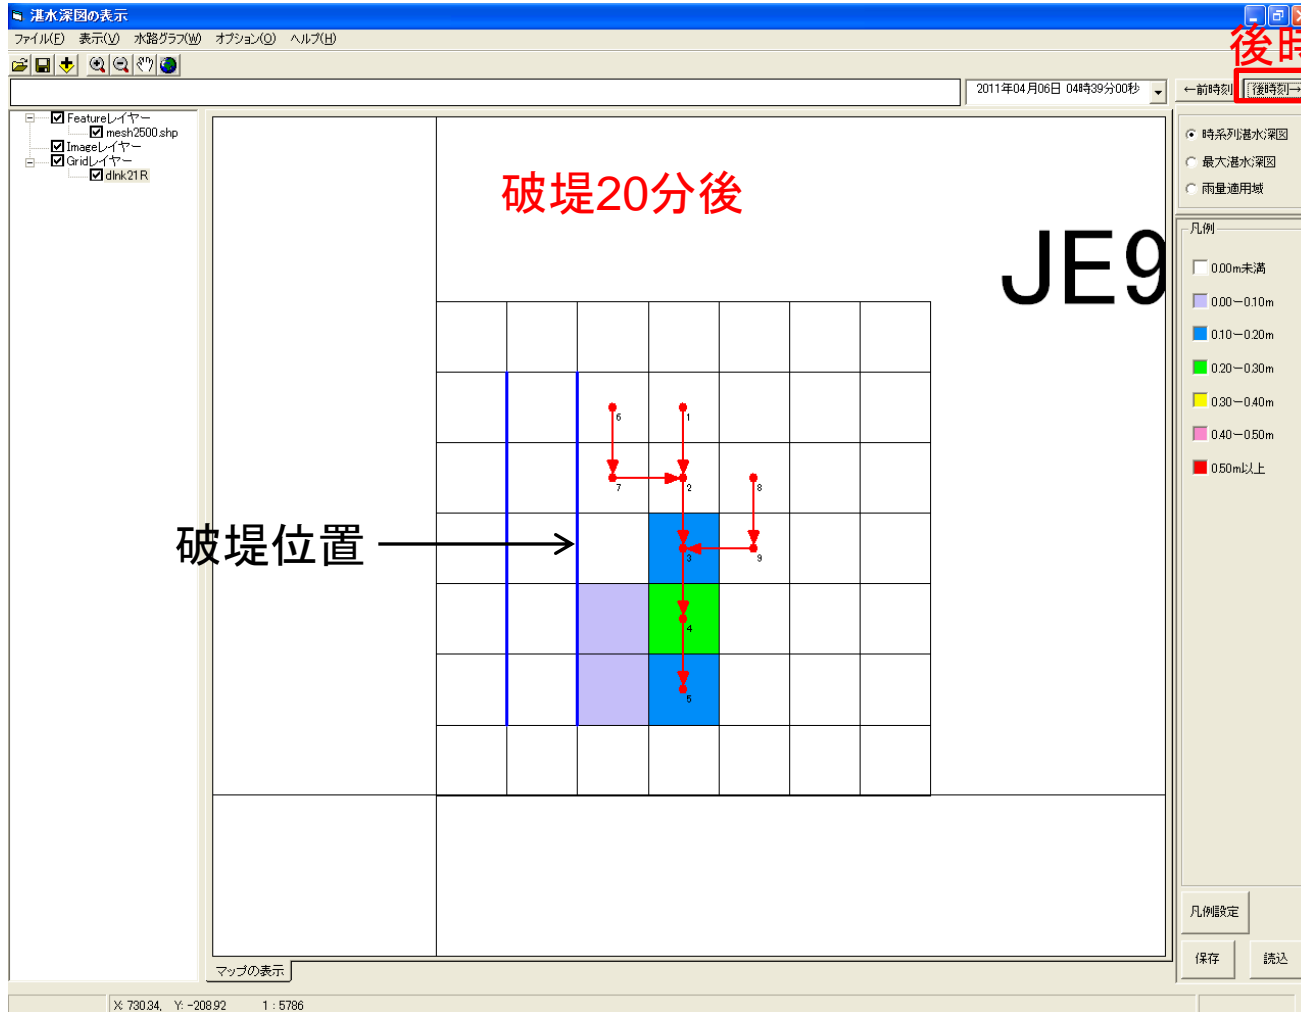 湛水深図の表示
ファイル(F) 表示(V) 水路グラフ(W) オプション(O) ヘルプ(H)
後時
2011年04月06日 04時39分00秒
←前時刻
後時刻→
Featureレイヤー
mesh2500.shp
Imageレイヤー
Gridレイヤー
dlnk21R
破堤20分後
JE9
6
1
7
2
8
破堤位置
3
9
4
5
時系列湛水深図
最大湛水深図
雨量適用域
凡例
0.00m未満
0.00−0.10m
0.10−0.20m
0.20−0.30m
0.30−0.40m
0.40−0.50m
0.50m以上
凡例設定
保存
読込
マップの表示
X: 730.34, Y: -208.92 1 : 5786